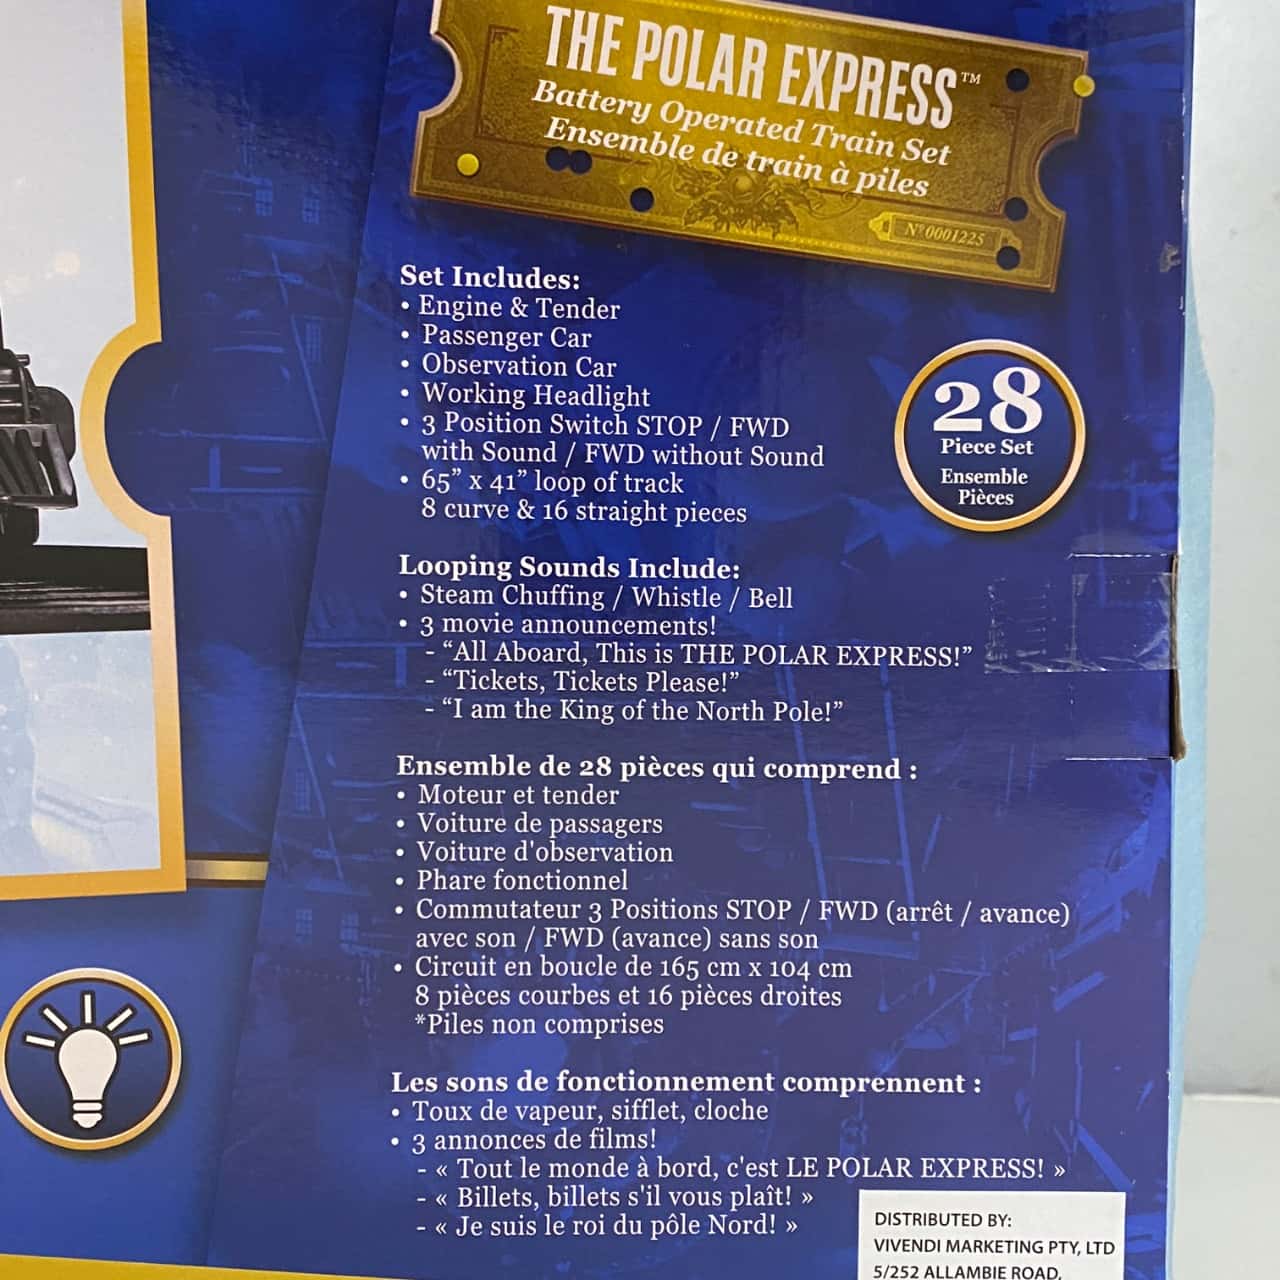 THE POLAR EXPRESS™
Battery Operated Train Set
Ensemble de train à piles
Nº 0001225
Set Includes:
• Engine & Tender
• Passenger Car
• Observation Car
• Working Headlight
• 3 Position Switch STOP / FWD
with Sound / FWD without Sound
• 65” x 41” loop of track
8 curve & 16 straight pieces
28
Piece Set
Ensemble
Pièces
Looping Sounds Include:
• Steam Chuffing / Whistle / Bell
• 3 movie announcements!
- “All Aboard, This is THE POLAR EXPRESS!”
- “Tickets, Tickets Please!”
- “I am the King of the North Pole!”
Ensemble de 28 pièces qui comprend :
• Moteur et tender
• Voiture de passagers
• Voiture d'observation
• Phare fonctionnel
• Commutateur 3 Positions STOP / FWD (arrêt / avance)
avec son / FWD (avance) sans son
• Circuit en boucle de 165 cm x 104 cm
8 pièces courbes et 16 pièces droites
*Piles non comprises
Les sons de fonctionnement comprennent :
• Toux de vapeur, sifflet, cloche
• 3 annonces de films!
- « Tout le monde à bord, c'est LE POLAR EXPRESS! »
- « Billets, billets s'il vous plaît! »
- « Je suis le roi du pôle Nord! »
DISTRIBUTED BY:
VIVENDI MARKETING PTY, LTD
5/252 ALLAMBIE ROAD,